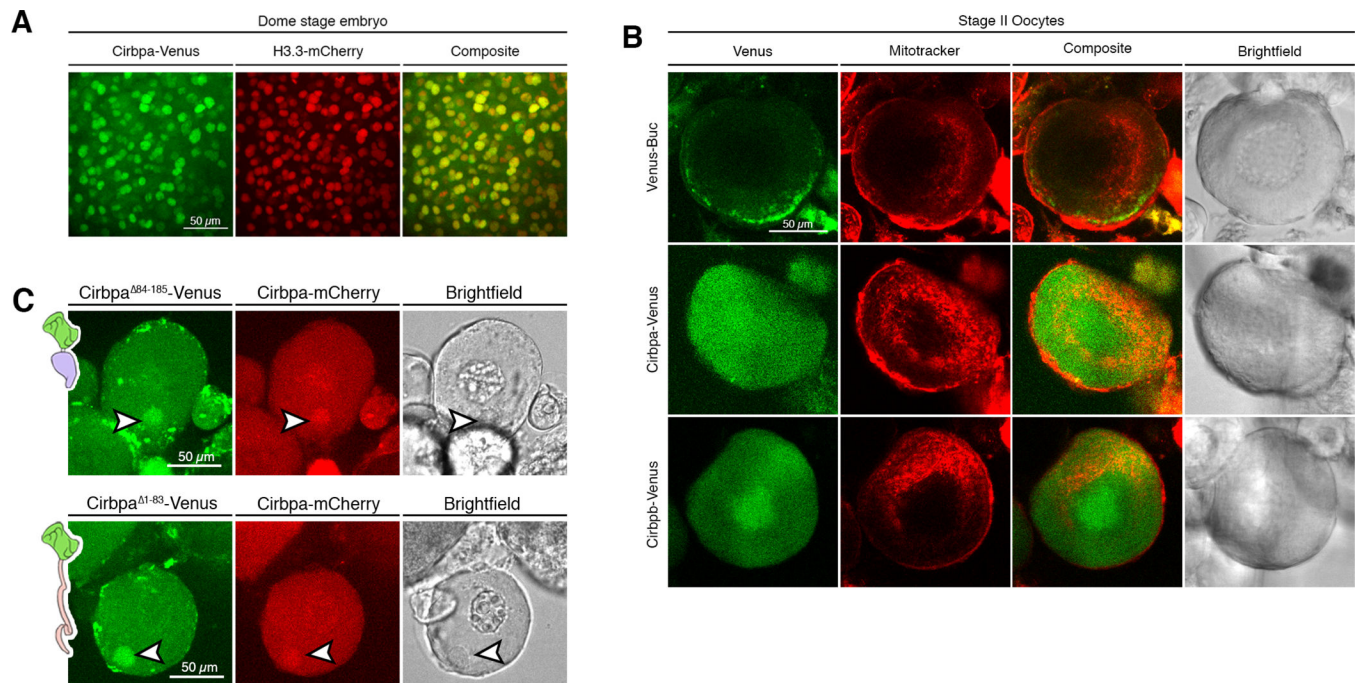 A
Dome stage embryo
Cirbpa-Venus H3.3-mCherry Composite
50 µm
B
Stage II Oocytes
Venus Mitotracker Composite Brightfield
Venus-Buc
50 µm
Cirbpa-Venus
Cirbpb-Venus
C
Cirbpa^Δ84-185-Venus Cirbpa-mCherry Brightfield
50 µm
Cirbpa^Δ1-83-Venus Cirbpa-mCherry Brightfield
50 µm